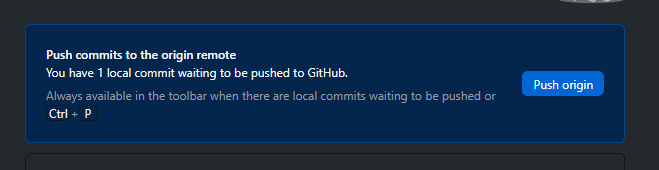 Push commits to the origin remote
You have 1 local commit waiting to be pushed to GitHub.
Always available in the toolbar when there are local commits waiting to be pushed or
Ctrl + P
Push origin